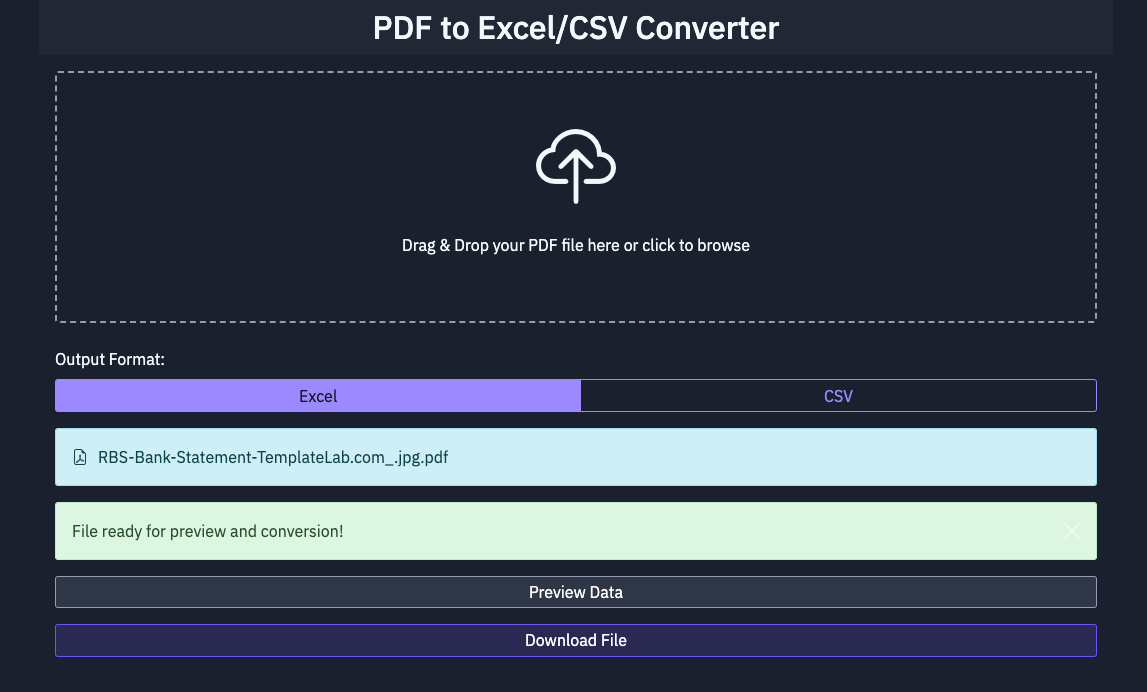 PDF to Excel/CSV Converter
Drag & Drop your PDF file here or click to browse
Output Format:
Excel
CSV
RBS-Bank-Statement-TemplateLab.com_.jpg.pdf
File ready for preview and conversion!
Preview Data
Download File